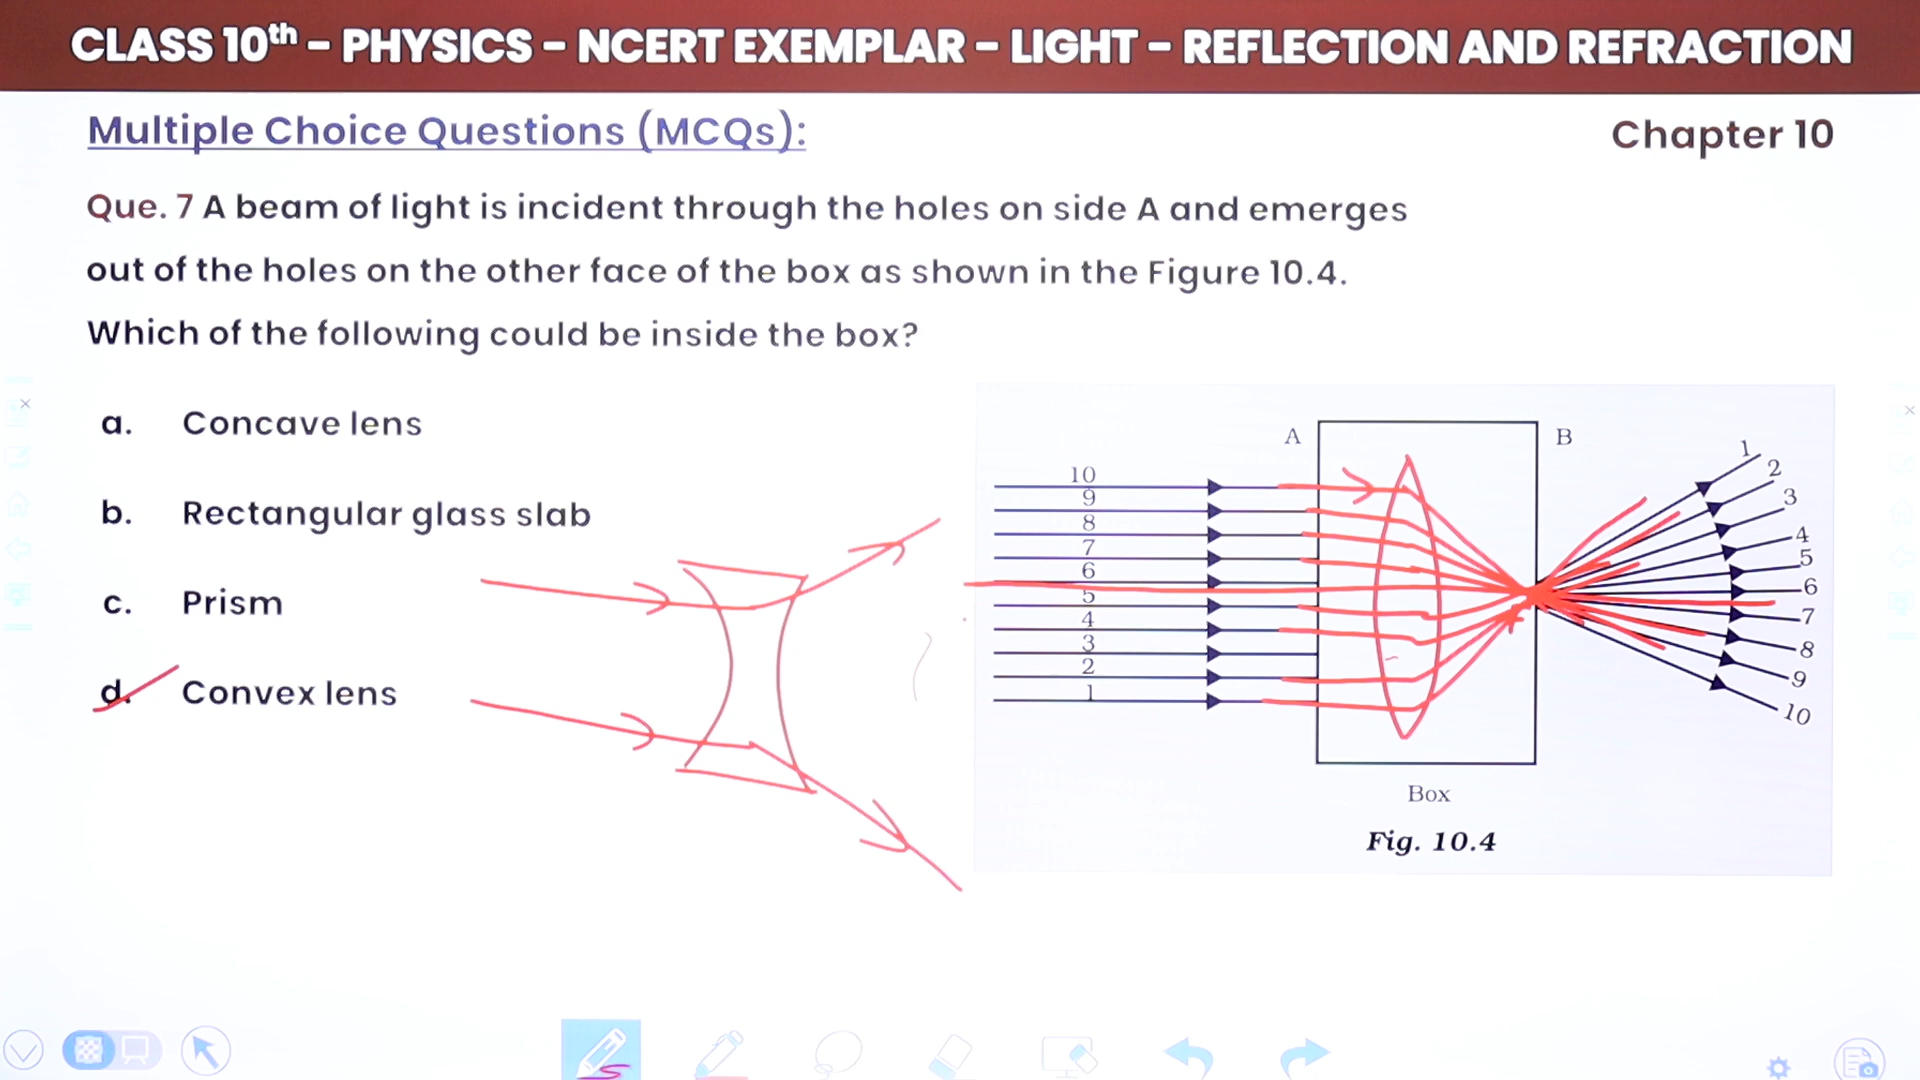 CLASS 10th - PHYSICS - NCERT EXEMPLAR - LIGHT - REFLECTION AND REFRACTION
Multiple Choice Questions (MCQs):
Chapter 10
Que. 7 A beam of light is incident through the holes on side A and emerges
out of the holes on the other face of the box as shown in the Figure 10.4.
Which of the following could be inside the box?
a. Concave lens
b. Rectangular glass slab
c. Prism
d. Convex lens
A
B
10
9
8
7
6
5
4
3
2
1
1
2
3
4
5
6
7
8
9
10
Box
Fig. 10.4